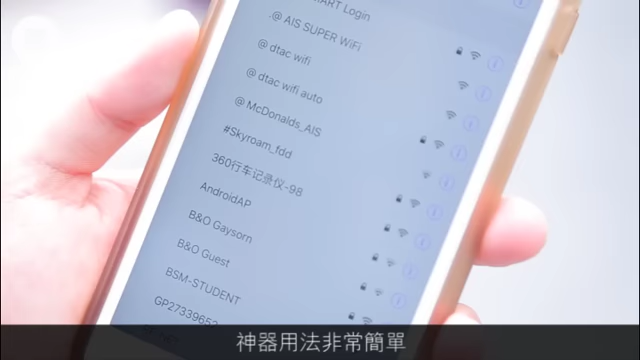 Login
.@ AIS SUPER WiFi
@ dtac wifi
@ dtac wifi auto
@ McDonalds_AIS
#Skyroam_fdd
360行车记录仪-98
AndroidAP
B&O Gaysorn
B&O Guest
BSM-STUDENT
神器用法非常簡單